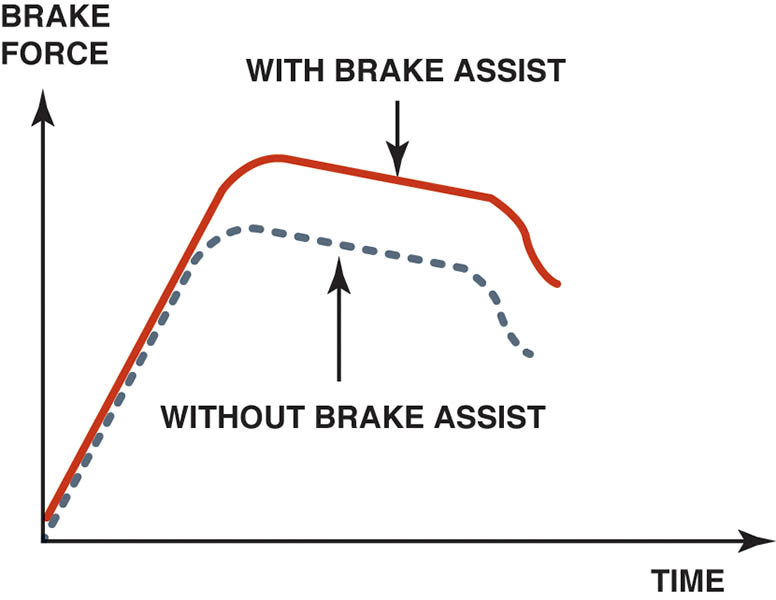 BRAKE
FORCE
WITH BRAKE ASSIST
WITHOUT BRAKE ASSIST
TIME